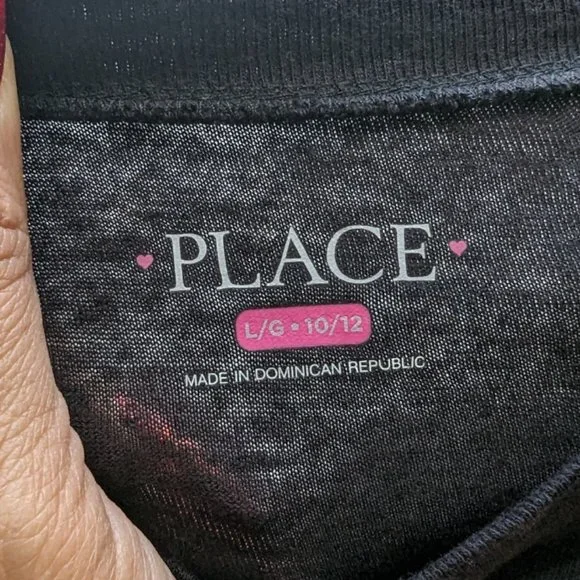 PLACE
L/G • 10/12
MADE IN DOMINICAN REPUBLIC